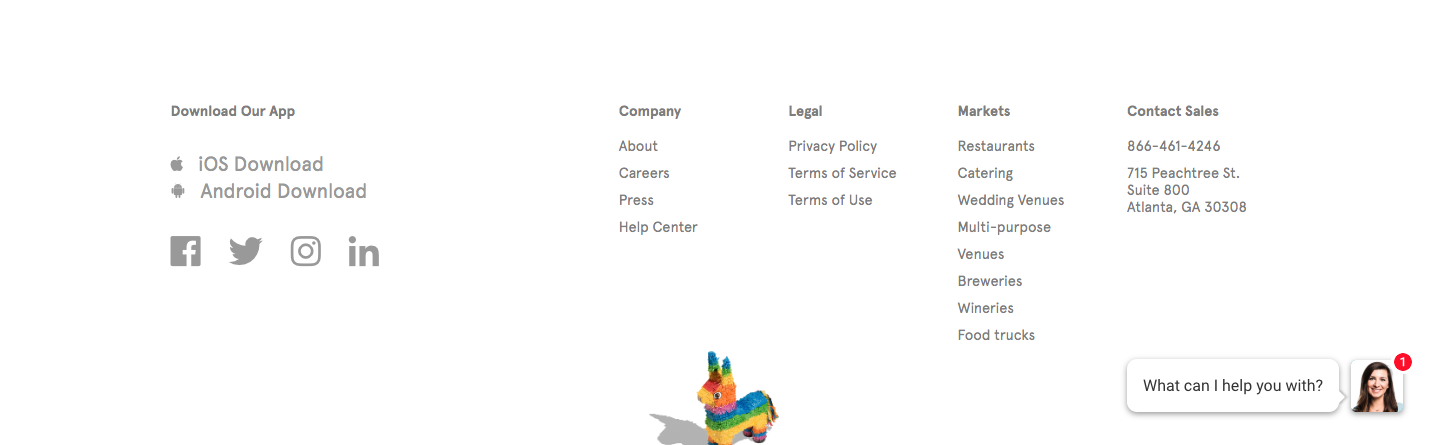 Download Our App
iOS Download
Android Download
Company
About
Careers
Press
Help Center
Legal
Privacy Policy
Terms of Service
Terms of Use
Markets
Restaurants
Catering
Wedding Venues
Multi-purpose
Venues
Breweries
Wineries
Food trucks
Contact Sales
866-461-4246
715 Peachtree St.
Suite 800
Atlanta, GA 30308
What can I help you with?
1